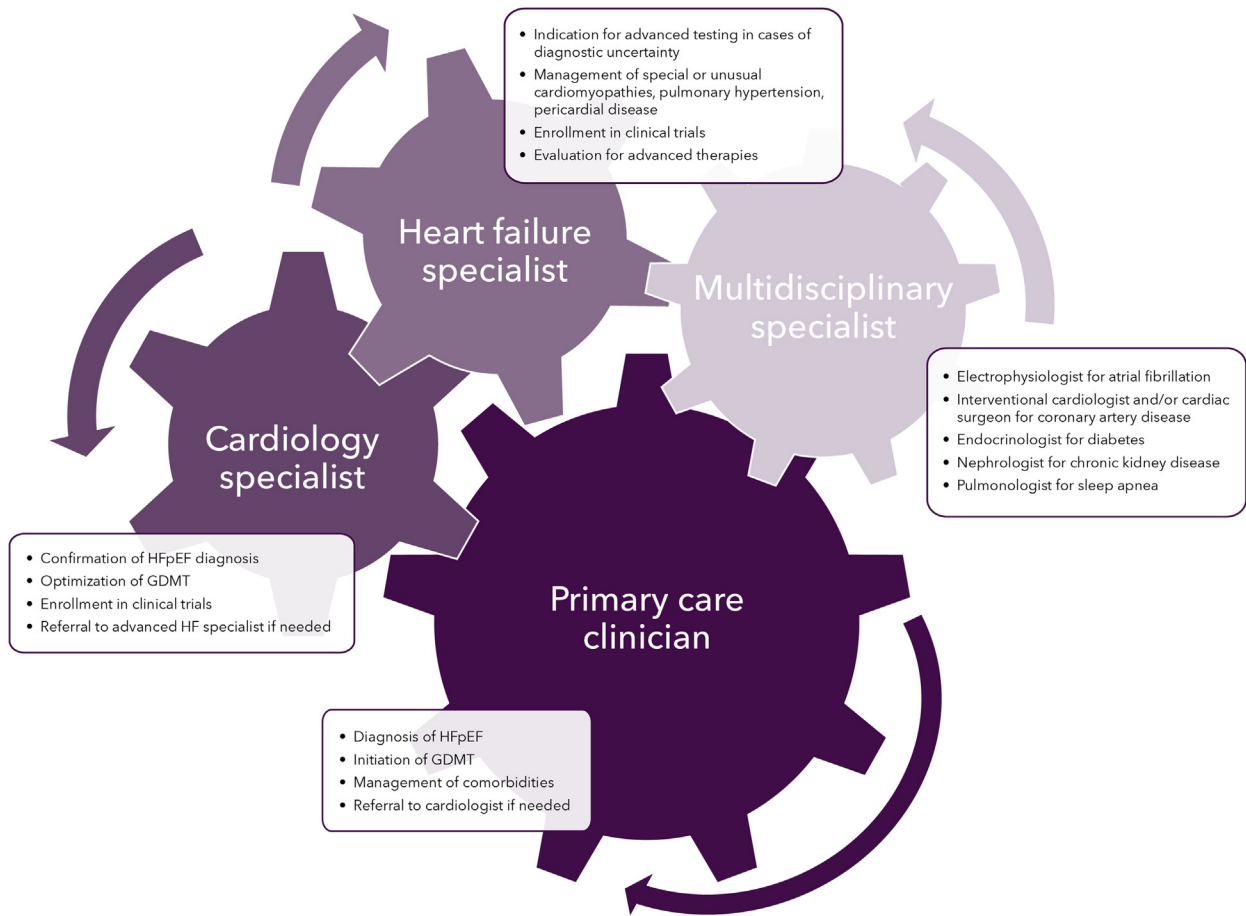 • Indication for advanced testing in cases of
diagnostic uncertainty
• Management of special or unusual
cardiomyopathies, pulmonary hypertension,
pericardial disease
• Enrollment in clinical trials
• Evaluation for advanced therapies
Heart failure
specialist
Multidisciplinary
specialist
• Electrophysiologist for atrial fibrillation
• Interventional cardiologist and/or cardiac
surgeon for coronary artery disease
• Endocrinologist for diabetes
• Nephrologist for chronic kidney disease
• Pulmonologist for sleep apnea
Cardiology
specialist
• Confirmation of HFpEF diagnosis
• Optimization of GDMT
• Enrollment in clinical trials
• Referral to advanced HF specialist if needed
Primary care
clinician
• Diagnosis of HFpEF
• Initiation of GDMT
• Management of comorbidities
• Referral to cardiologist if needed